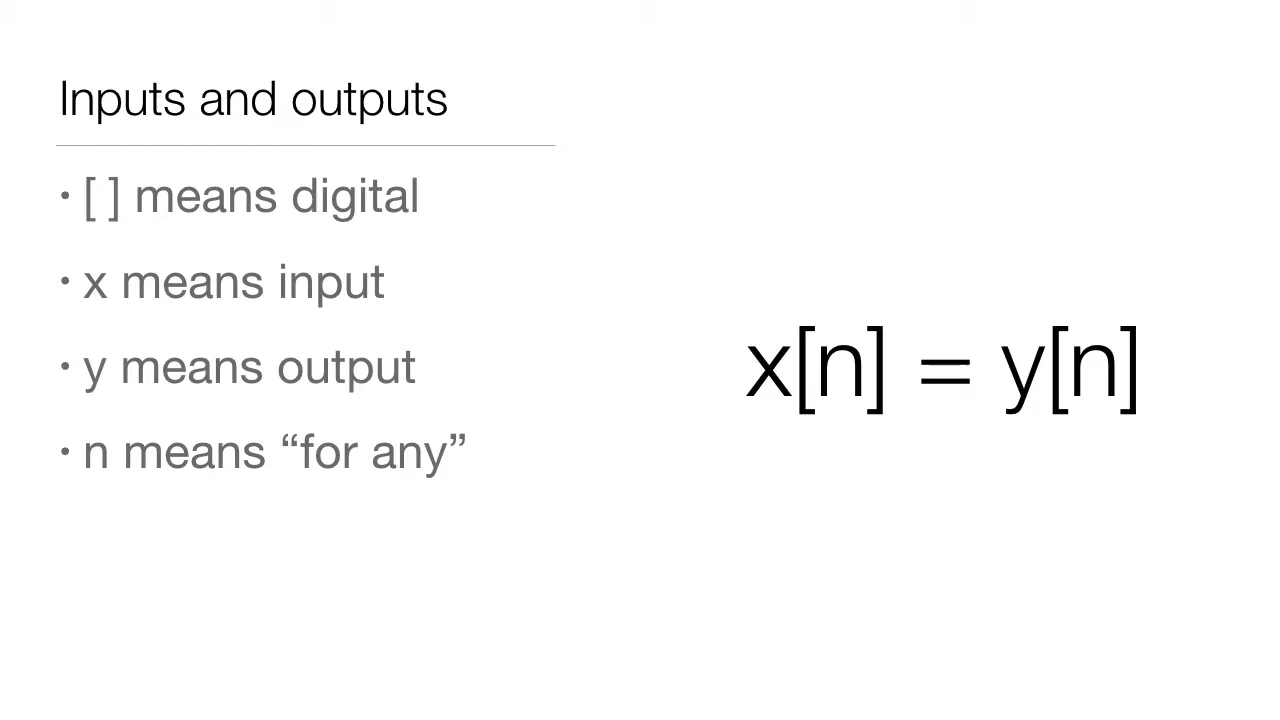 Inputs and outputs
• [ ] means digital
• x means input
• y means output
• n means “for any”
x[n] = y[n]